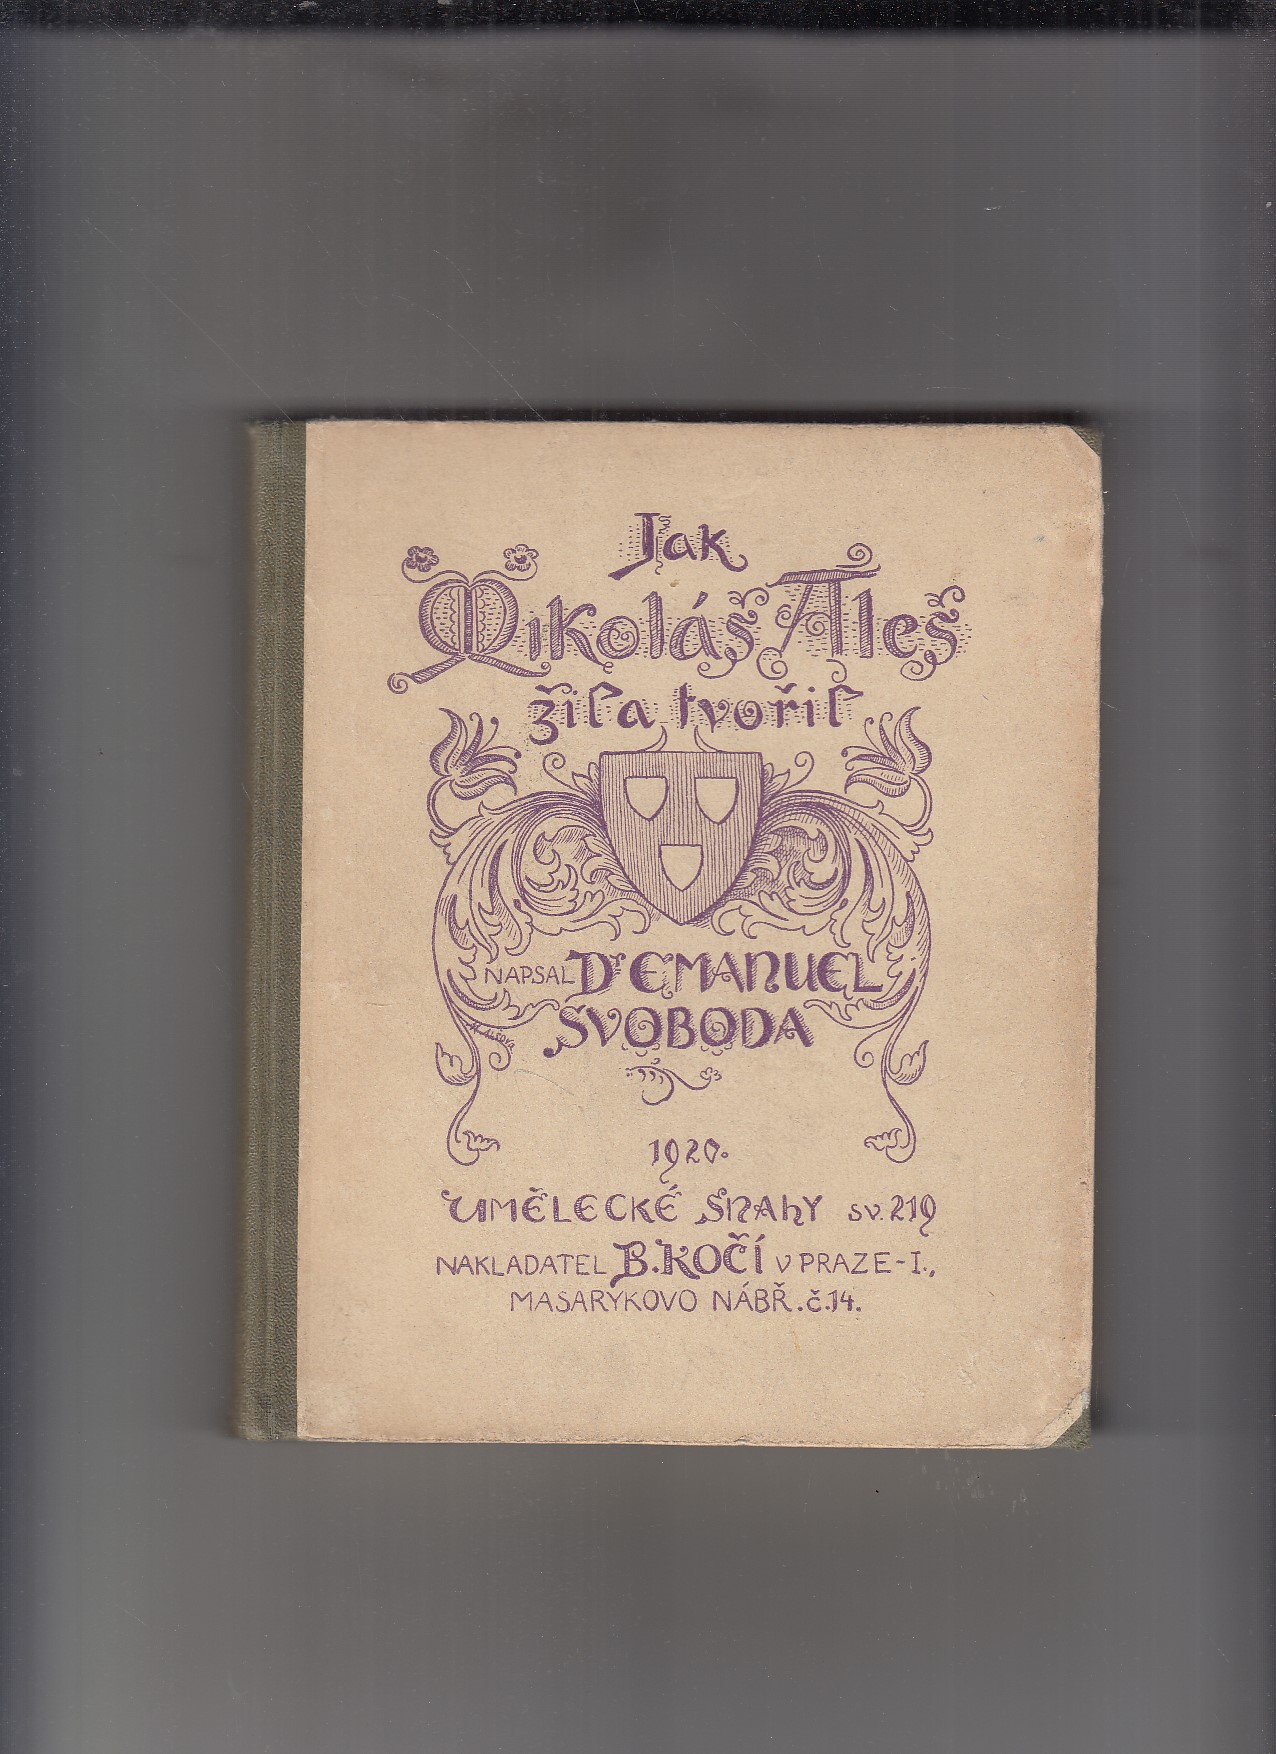 Jak
Mikoláš Aleš
žil a tvořil
NAPSAL Dr EMANUEL
SVOBODA
M. ALŠOVÁ
1920.
UMĚLECKÉ SNAHY SV. 219
NAKLADATEL B. KOČÍ V PRAZE-I.,
MASARYKOVO NÁBŘ. č. 14.